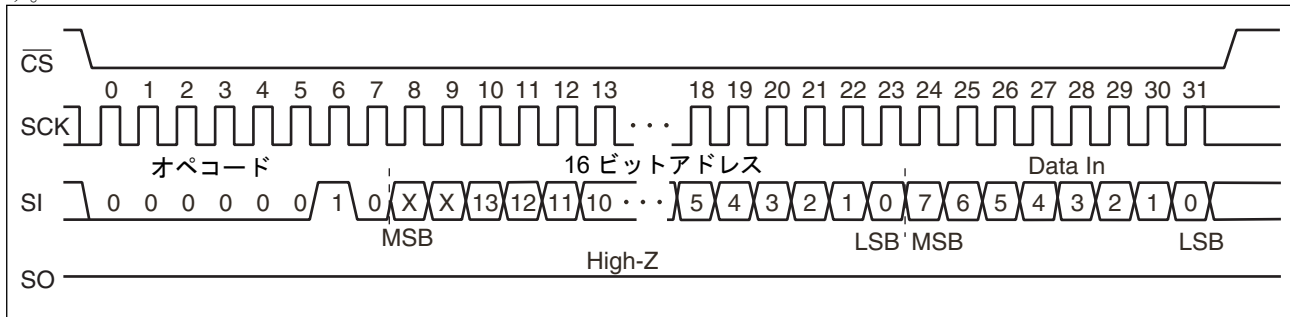 CS
0 1 2 3 4 5 6 7 8 9 10 11 12 13 18 19 20 21 22 23 24 25 26 27 28 29 30 31
SCK
オペコード 16 ビットアドレス Data In
SI 0 0 0 0 0 0 1 0 X X 13 12 11 10 ··· 5 4 3 2 1 0 7 6 5 4 3 2 1 0
MSB LSB MSB LSB
High-Z
SO